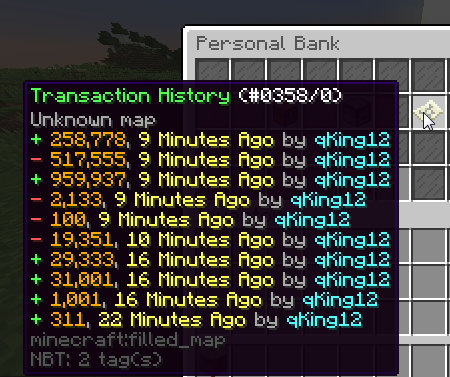 Personal Bank
Transaction History (#0358/0)
Unknown map
+ 258,778, 9 Minutes Ago by qKing12
- 517,555, 9 Minutes Ago by qKing12
+ 959,937, 9 Minutes Ago by qKing12
- 2,133, 9 Minutes Ago by qKing12
- 100, 9 Minutes Ago by qKing12
- 19,351, 10 Minutes Ago by qKing12
+ 29,333, 16 Minutes Ago by qKing12
+ 31,001, 16 Minutes Ago by qKing12
+ 1,001, 16 Minutes Ago by qKing12
+ 311, 22 Minutes Ago by qKing12
minecraft:filled_map
NBT: 2 tag(s)